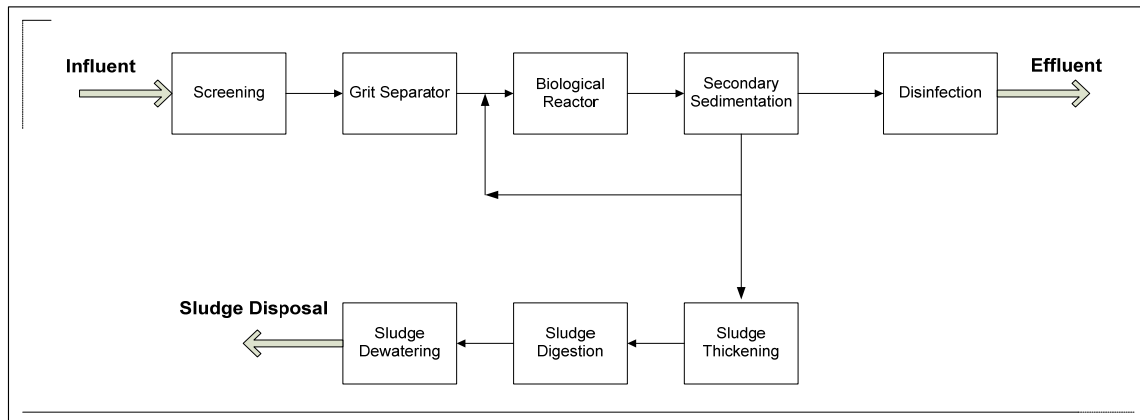 Influent
Screening
Grit Separator
Biological
Reactor
Secondary
Sedimentation
Disinfection
Effluent
Sludge Disposal
Sludge
Dewatering
Sludge
Digestion
Sludge
Thickening